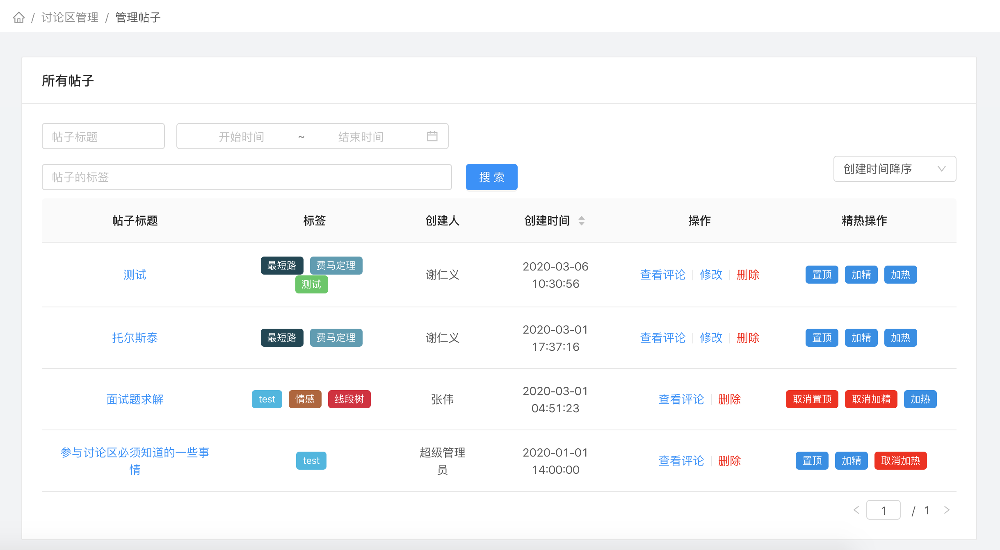 / 讨论区管理 / 管理帖子
所有帖子
帖子标题 开始时间 ~ 结束时间
帖子的标签 搜 索 创建时间降序
帖子标题 标签 创建人 创建时间 操作 精热操作
测试 最短路 费马定理 测试 谢仁义 2020-03-06 10:30:56 查看评论 修改 删除 置顶 加精 加热
托尔斯泰 最短路 费马定理 谢仁义 2020-03-01 17:37:16 查看评论 修改 删除 置顶 加精 加热
面试题求解 test 情感 线段树 张伟 2020-03-01 04:51:23 查看评论 删除 取消置顶 取消加精 加热
参与讨论区必须知道的一些事情 test 超级管理员 2020-01-01 14:00:00 查看评论 删除 置顶 加精 取消加热
< 1 / 1 >